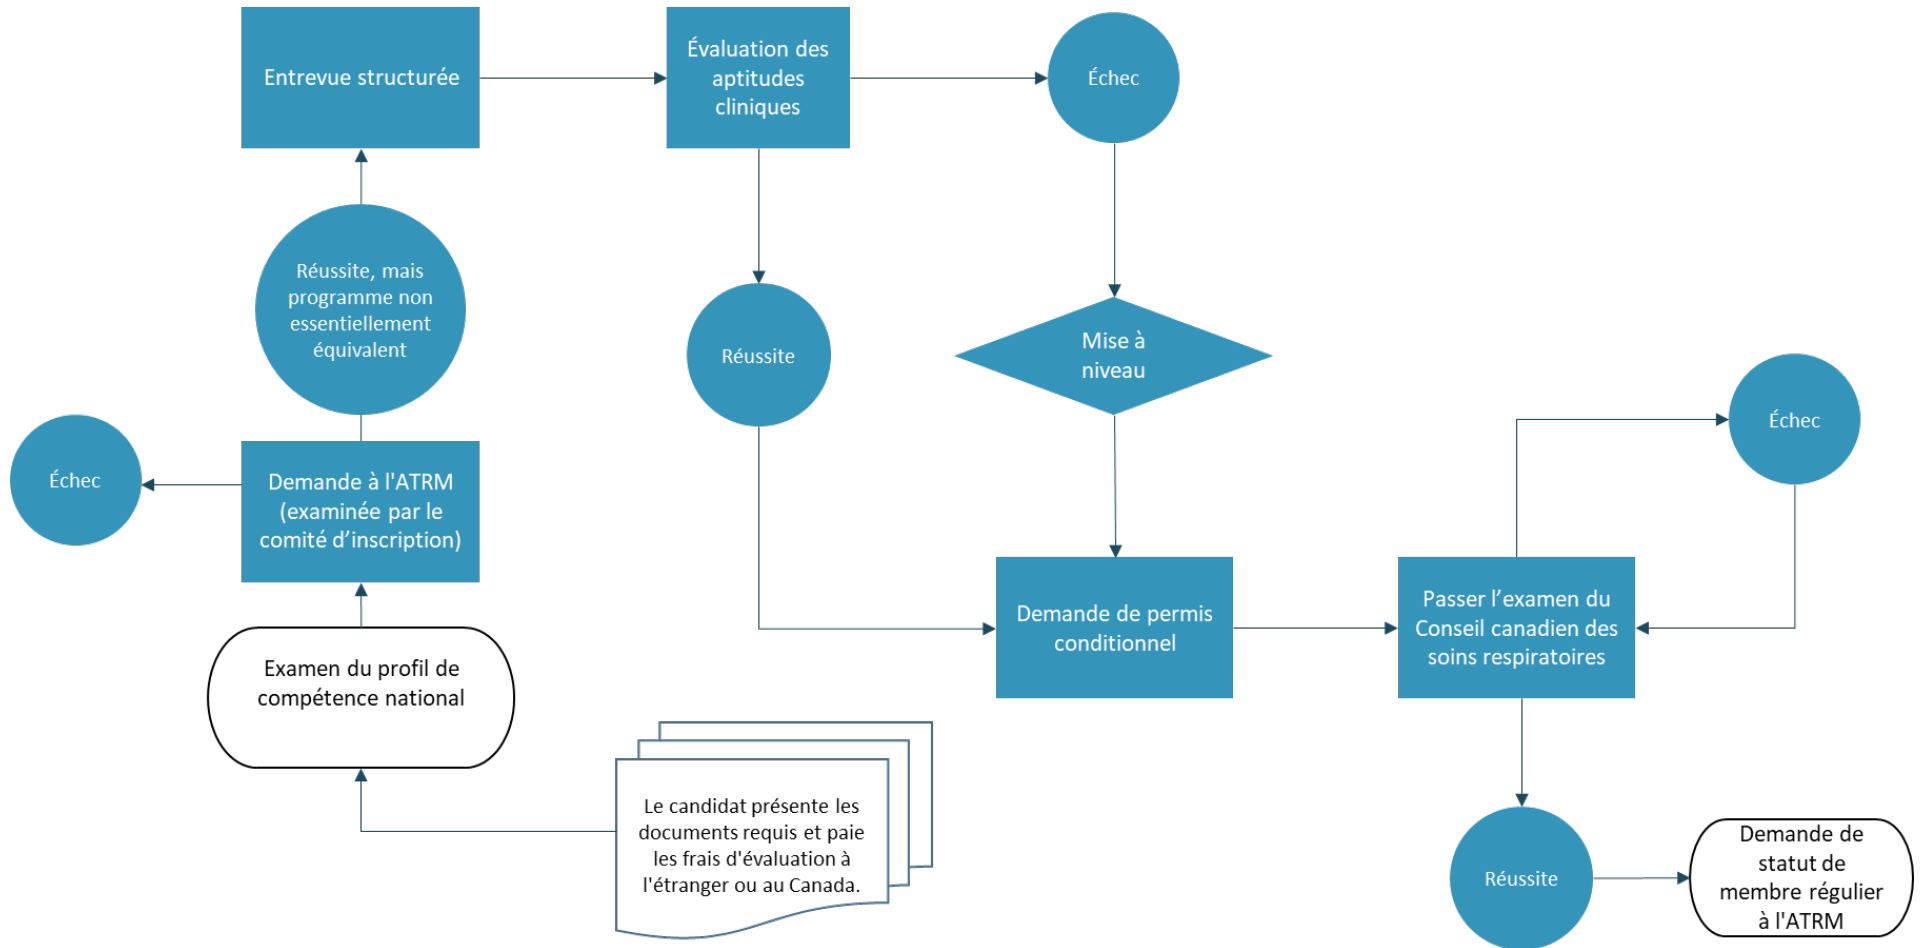 Entrevue structurée
Évaluation des
aptitudes
cliniques
Échec
Réussite, mais
programme non
essentiellement
équivalent
Réussite
Mise à
niveau
Échec
Échec
Demande à l'ATRM
(examinée par le
comité d’inscription)
Demande de permis
conditionnel
Passer l’examen du
Conseil canadien des
soins respiratoires
Examen du profil de
compétence national
Le candidat présente les
documents requis et paie
les frais d'évaluation à
l'étranger ou au Canada.
Réussite
Demande de
statut de
membre régulier
à l'ATRM